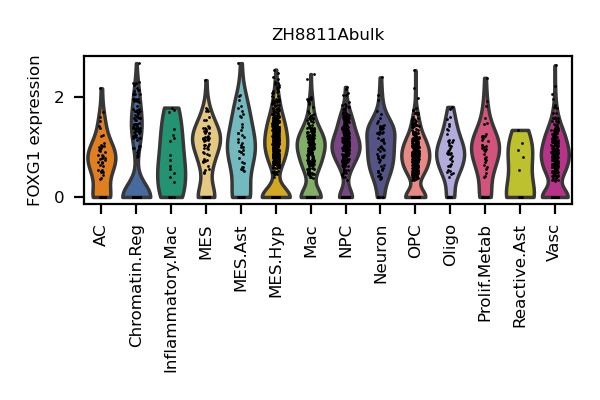 ZH8811Abulk
FOXG1 expression
2
0
AC
Chromatin.Reg
Inflammatory.Mac
MES
MES.Ast
MES.Hyp
Mac
NPC
Neuron
OPC
Oligo
Prolif.Metab
Reactive.Ast
Vasc